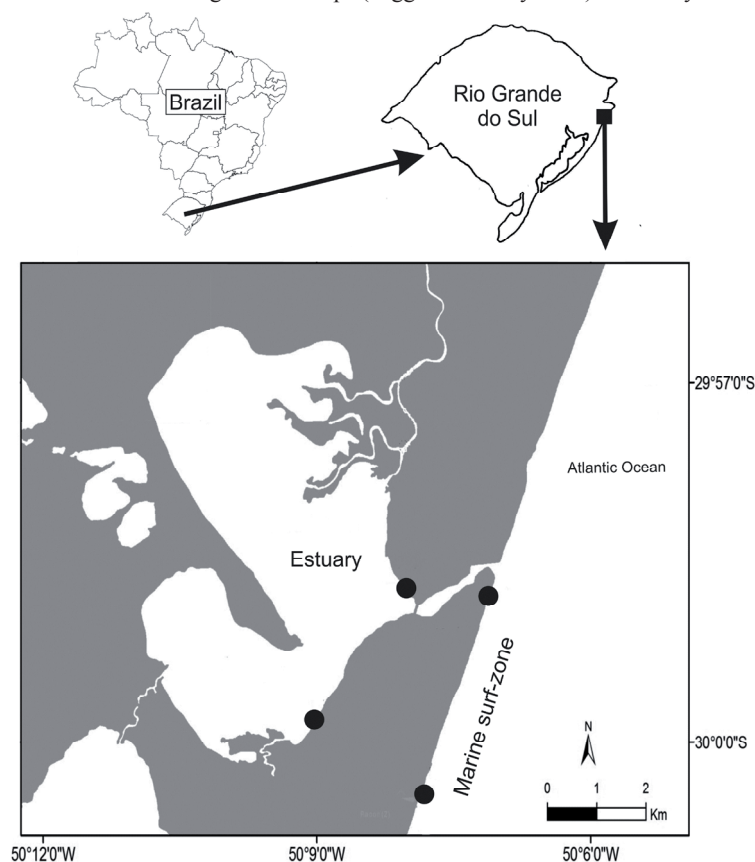 Brazil
Rio Grande
do Sul
29°57'0"S
Atlantic Ocean
Estuary
Marine surf-zone
N
30°0'0"S
0 1 2
Km
50°12'0"W 50°9'0"W 50°6'0"W